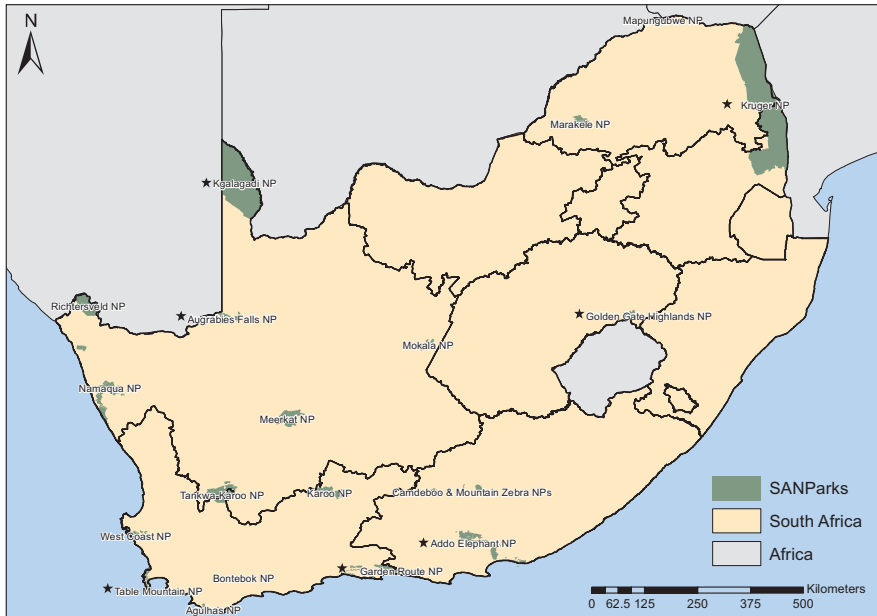 N
Mapungubwe NP
★ Kruger NP
Marakele NP
★ Kgalagadi NP
Richtersveld NP
★ Augrabies Falls NP
★ Golden Gate Highlands NP
Mokala NP
Namaqua NP
Meerkat NP
Tankwa-Karoo NP
Karoo NP
Camdeboo & Mountain Zebra NPs
West Coast NP
★ Addo Elephant NP
★ Garden Route NP
Bontebok NP
★ Table Mountain NP
Agulhas NP
SANParks
South Africa
Africa
Kilometers
0 62.5 125 250 375 500